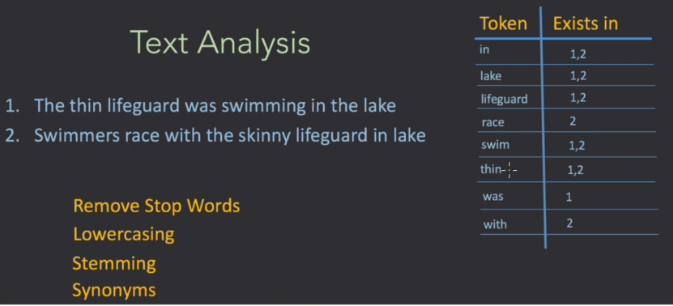 Text Analysis
1. The thin lifeguard was swimming in the lake
2. Swimmers race with the skinny lifeguard in lake
Remove Stop Words
Lowercasing
Stemming
Synonyms
Token Exists in
in 1,2
lake 1,2
lifeguard 1,2
race 2
swim 1,2
thin 1,2
was 1
with 2